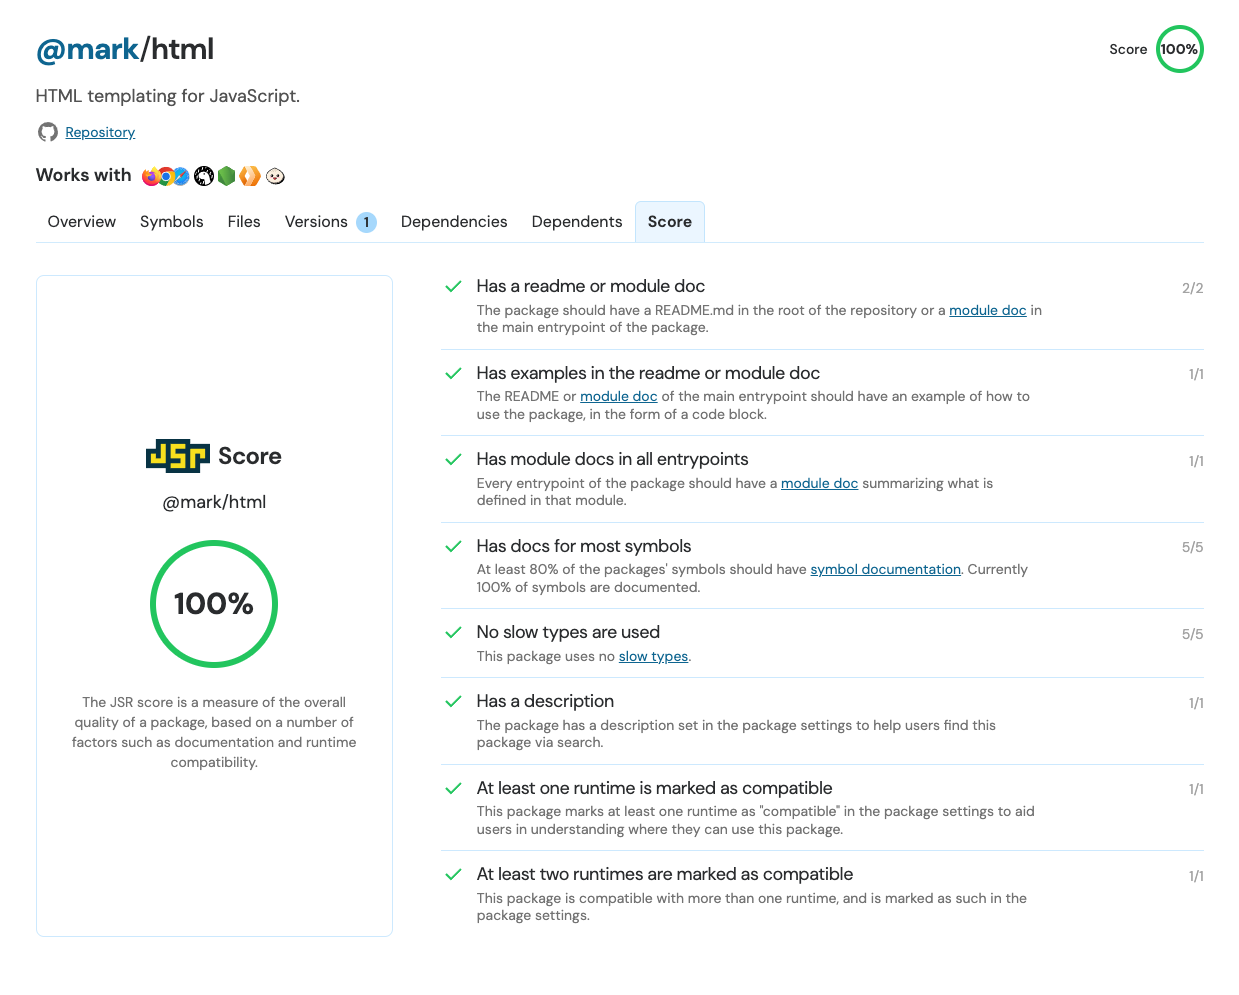 @mark/html
Score 100%
HTML templating for JavaScript.
Repository
Works with
Overview Symbols Files Versions 1 Dependencies Dependents Score
JSR Score
@mark/html
100%
The JSR score is a measure of the overall
quality of a package, based on a number of
factors such as documentation and runtime
compatibility.
Has a readme or module doc 2/2
The package should have a README.md in the root of the repository or a module doc in
the main entrypoint of the package.
Has examples in the readme or module doc 1/1
The README or module doc of the main entrypoint should have an example of how to
use the package, in the form of a code block.
Has module docs in all entrypoints 1/1
Every entrypoint of the package should have a module doc summarizing what is
defined in that module.
Has docs for most symbols 5/5
At least 80% of the packages' symbols should have symbol documentation. Currently
100% of symbols are documented.
No slow types are used 5/5
This package uses no slow types.
Has a description 1/1
The package has a description set in the package settings to help users find this
package via search.
At least one runtime is marked as compatible 1/1
This package marks at least one runtime as "compatible" in the package settings to aid
users in understanding where they can use this package.
At least two runtimes are marked as compatible 1/1
This package is compatible with more than one runtime, and is marked as such in the
package settings.